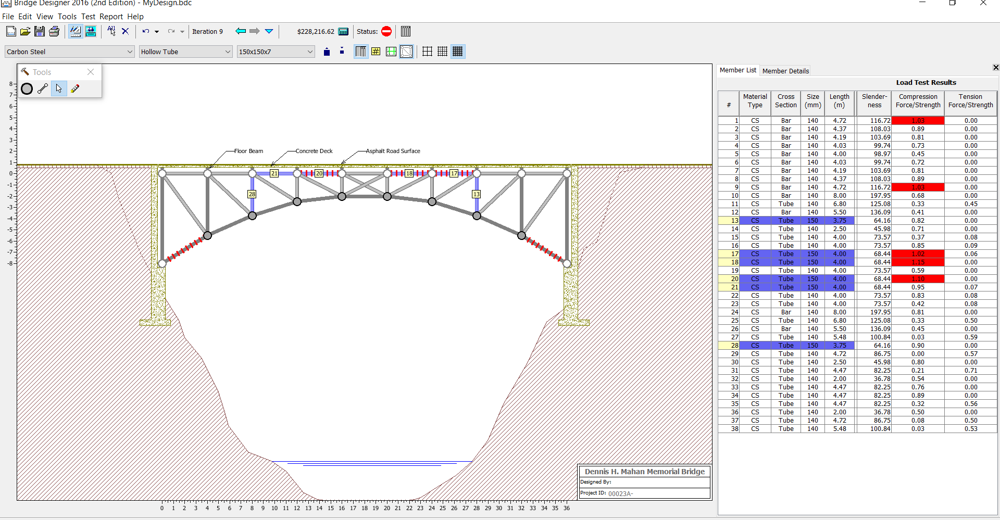 Bridge Designer 2016 (2nd Edition) - MyDesign.bdc
File Edit View Tools Test Report Help
Iteration 9 $228,216.62 Status:
Carbon Steel Hollow Tube 150x150x7
Tools
Member List Member Details
Load Test Results
# Material Type Cross Section Size (mm) Length (m) Slender-ness Compression Force/Strength Tension Force/Strength
1 CS Bar 140 4.72 116.72 1.03 0.00
2 CS Bar 140 4.37 108.03 0.89 0.00
3 CS Bar 140 4.19 103.69 0.81 0.00
4 CS Bar 140 4.03 99.74 0.73 0.00
5 CS Bar 140 4.00 98.97 0.45 0.00
6 CS Bar 140 4.03 99.74 0.72 0.00
7 CS Bar 140 4.19 103.69 0.81 0.00
8 CS Bar 140 4.37 108.03 0.89 0.00
9 CS Bar 140 4.72 116.72 1.03 0.00
10 CS Bar 140 8.00 197.95 0.68 0.00
11 CS Tube 140 6.80 125.08 0.33 0.45
12 CS Bar 140 5.50 136.09 0.41 0.00
13 CS Tube 150 3.75 64.16 0.82 0.00
14 CS Tube 140 2.50 45.98 0.71 0.00
15 CS Tube 140 4.00 73.57 0.37 0.08
16 CS Tube 140 4.00 73.57 0.85 0.09
17 CS Tube 150 4.00 68.44 1.02 0.06
18 CS Tube 150 4.00 68.44 1.15 0.00
19 CS Tube 140 4.00 73.57 0.59 0.00
20 CS Tube 150 4.00 68.44 1.10 0.00
21 CS Tube 150 4.00 68.44 0.95 0.07
22 CS Tube 140 4.00 73.57 0.83 0.08
23 CS Tube 140 4.00 73.57 0.42 0.08
24 CS Bar 140 8.00 197.95 0.81 0.00
25 CS Tube 140 6.80 125.08 0.33 0.50
26 CS Bar 140 5.50 136.09 0.45 0.00
27 CS Tube 140 5.48 100.84 0.03 0.59
28 CS Tube 150 3.75 64.16 0.90 0.00
29 CS Tube 140 4.72 86.75 0.00 0.57
30 CS Tube 140 2.50 45.98 0.80 0.00
31 CS Tube 140 4.47 82.25 0.21 0.71
32 CS Tube 140 2.00 36.78 0.54 0.00
33 CS Tube 140 4.47 82.25 0.76 0.00
34 CS Tube 140 4.47 82.25 0.89 0.00
35 CS Tube 140 4.47 82.25 0.32 0.56
36 CS Tube 140 2.00 36.78 0.50 0.00
37 CS Tube 140 4.72 86.75 0.08 0.50
38 CS Tube 140 5.48 100.84 0.03 0.53
8
7
6
5
4
3
2
1
0
-1
-2
-3
-4
-5
-6
-7
-8
Floor Beam Concrete Deck Asphalt Road Surface
21 20 18 17
28 13
Dennis H. Mahan Memorial Bridge
Designed By:
Project ID: 00023A-
0 1 2 3 4 5 6 7 8 9 10 11 12 13 14 15 16 17 18 19 20 21 22 23 24 25 26 27 28 29 30 31 32 33 34 35 36